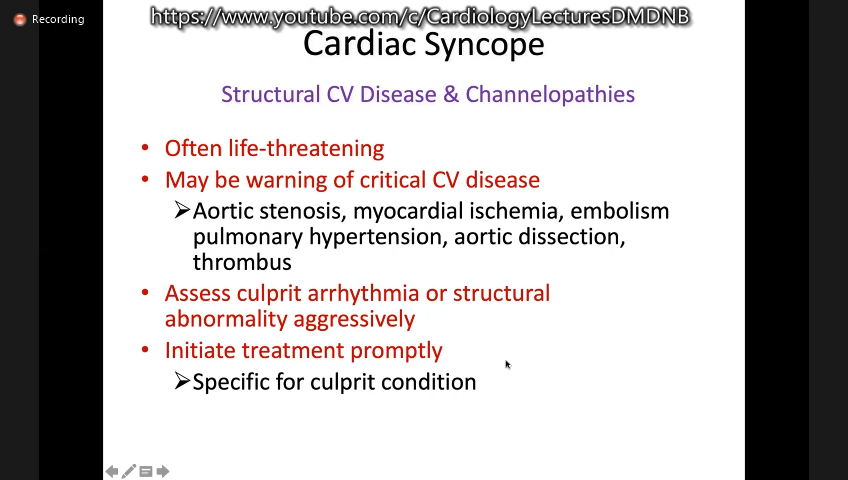 Recording
https://www.youtube.com/c/CardiologyLecturesDMDNB
Cardiac Syncope
Structural CV Disease & Channelopathies
• Often life-threatening
• May be warning of critical CV disease
➢Aortic stenosis, myocardial ischemia, embolism
pulmonary hypertension, aortic dissection,
thrombus
• Assess culprit arrhythmia or structural
abnormality aggressively
• Initiate treatment promptly
➢Specific for culprit condition